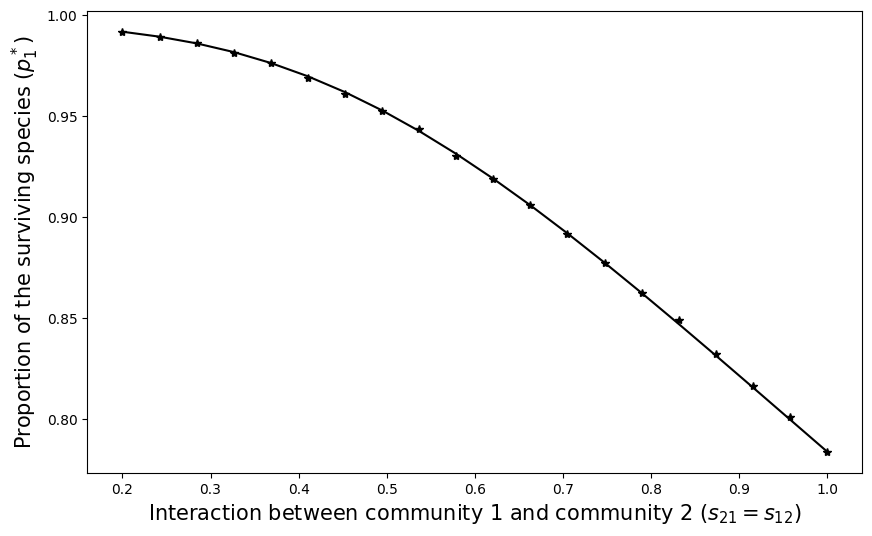 Proportion of the surviving species (p₁*)
1.00
0.95
0.90
0.85
0.80
0.2 0.3 0.4 0.5 0.6 0.7 0.8 0.9 1.0
Interaction between community 1 and community 2 (s₂₁ = s₁₂)